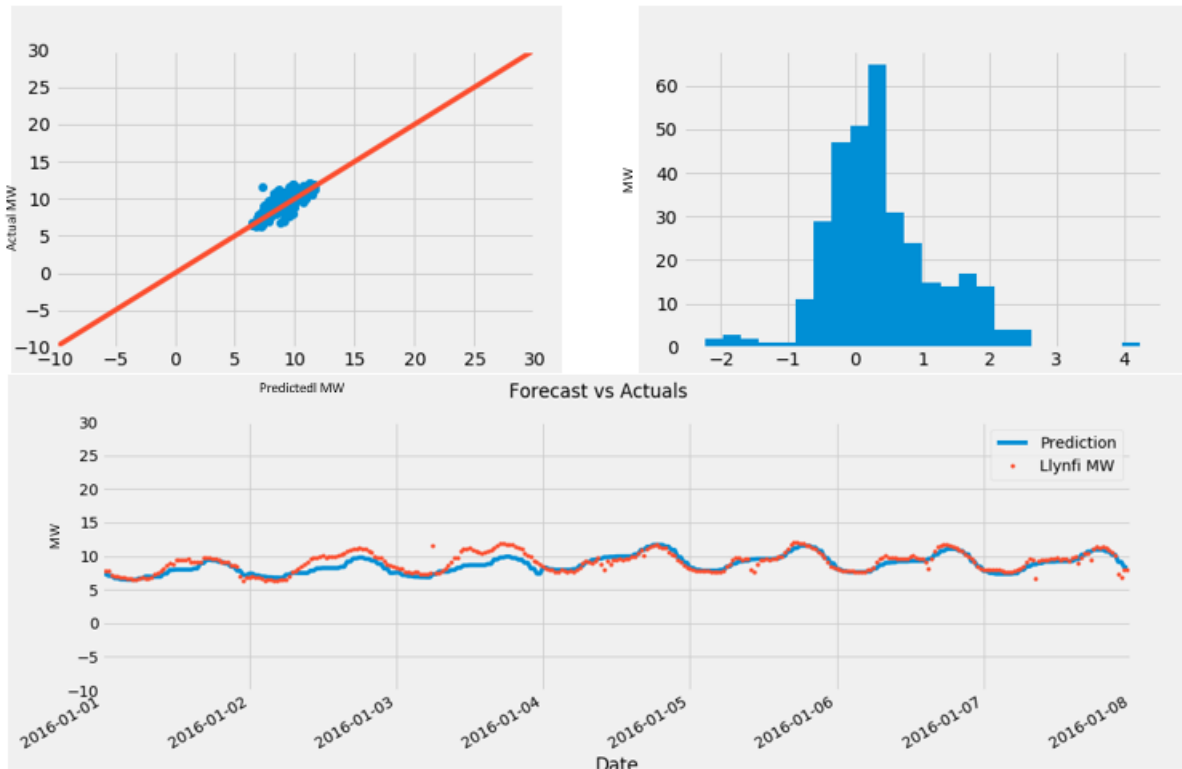 30
25
20
15
10
5
0
−5
−10
Actual MW
−10 −5 0 5 10 15 20 25 30
Predictedl MW
60
50
40
30
20
10
0
MW
−2 −1 0 1 2 3 4
Forecast vs Actuals
30
25
20
15
10
5
0
−5
−10
MW
Prediction
Llynfi MW
2016-01-01 2016-01-02 2016-01-03 2016-01-04 2016-01-05 2016-01-06 2016-01-07 2016-01-08
Date